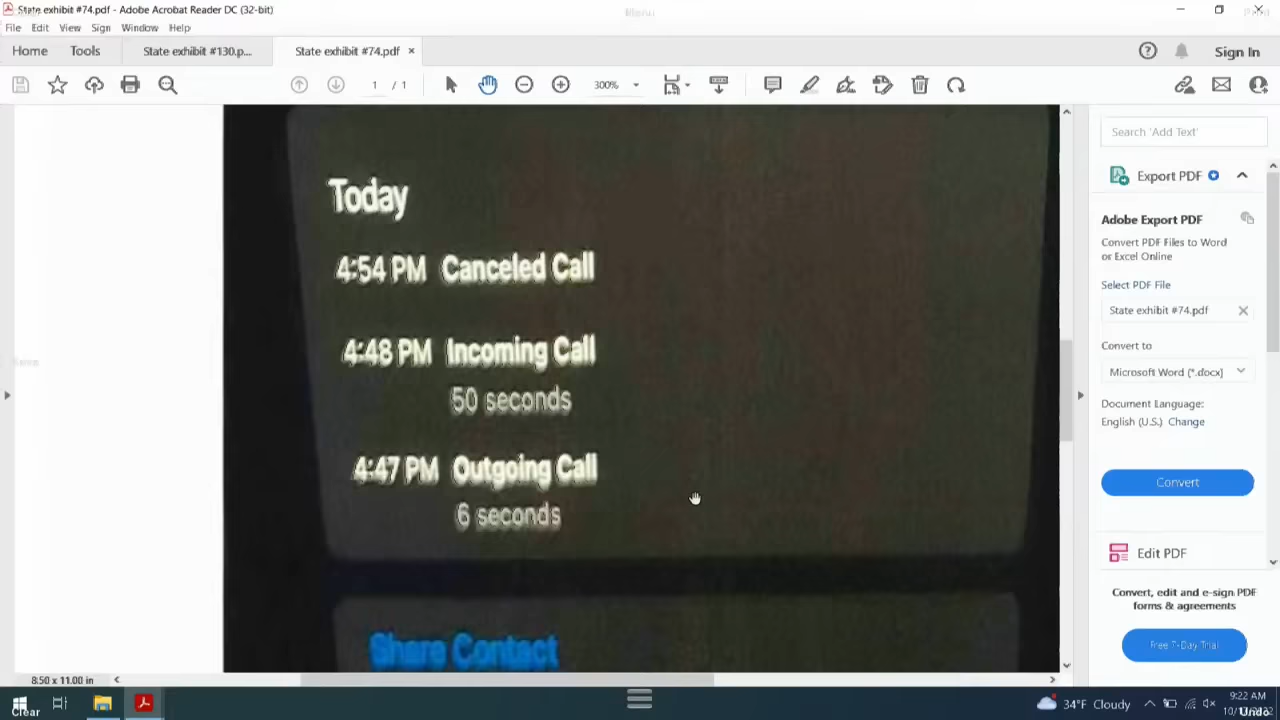 State exhibit #74.pdf - Adobe Acrobat Reader DC (32-bit)
Menu
File Edit View Sign Window Help
Home Tools State exhibit #130.p... State exhibit #74.pdf × Sign In
1 / 1 300%
Today
4:54 PM Canceled Call
4:48 PM Incoming Call
50 seconds
4:47 PM Outgoing Call
6 seconds
Share Contact
Search 'Add Text'
Export PDF
Adobe Export PDF
Convert PDF Files to Word
or Excel Online
Select PDF File
State exhibit #74.pdf
Convert to
Microsoft Word (*.docx)
Document Language:
English (U.S.) Change
Convert
Edit PDF
Convert, edit and e-sign PDF
forms & agreements
Free 7-Day Trial
Save
8.50 x 11.00 in
Clear
34°F Cloudy
9:22 AM
Undo